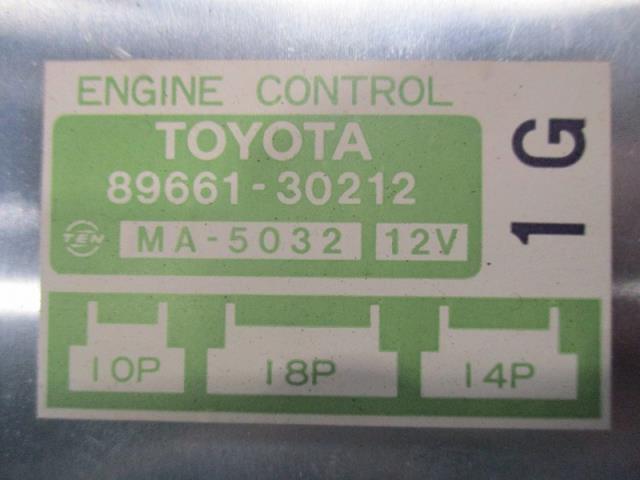 ENGINE CONTROL
TOYOTA
89661-30212
TEN MA-5032 12V
1G
10P 18P 14P